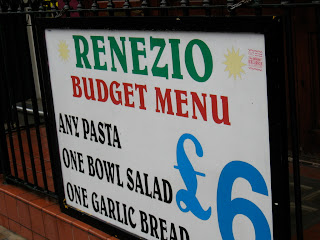 RENEZIO
BUDGET MENU
ANY PASTA
ONE BOWL SALAD
ONE GARLIC BREAD
£6